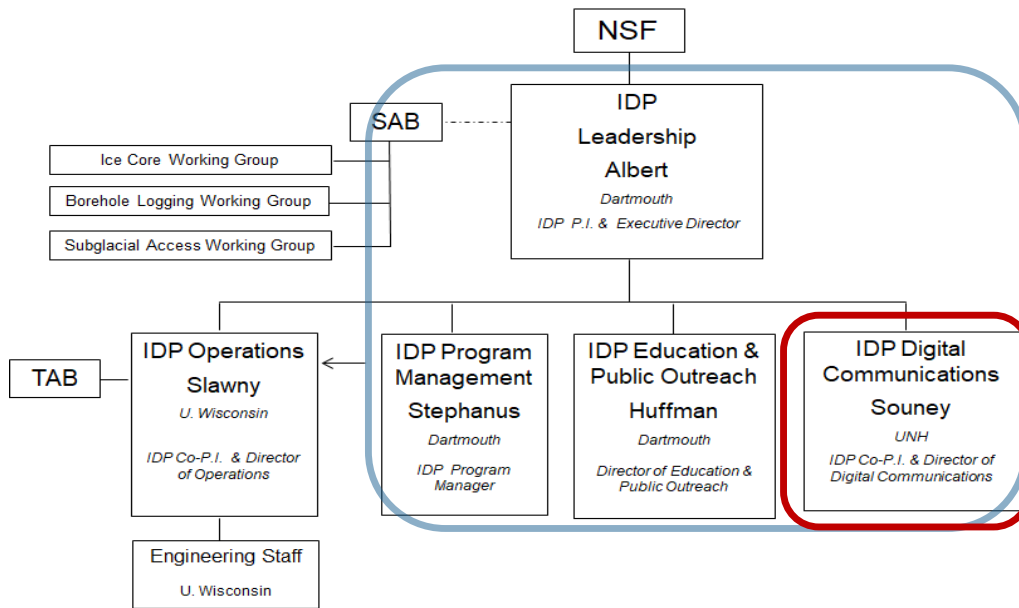 NSF
IDP
Leadership
Albert
Dartmouth
IDP P.I. & Executive Director
SAB
Ice Core Working Group
Borehole Logging Working Group
Subglacial Access Working Group
TAB
IDP Operations
Slawny
U. Wisconsin
IDP Co-P.I. & Director
of Operations
Engineering Staff
U. Wisconsin
IDP Program
Management
Stephanus
Dartmouth
IDP Program
Manager
IDP Education &
Public Outreach
Huffman
Dartmouth
Director of Education &
Public Outreach
IDP Digital
Communications
Souney
UNH
IDP Co-P.I. & Director of
Digital Communications